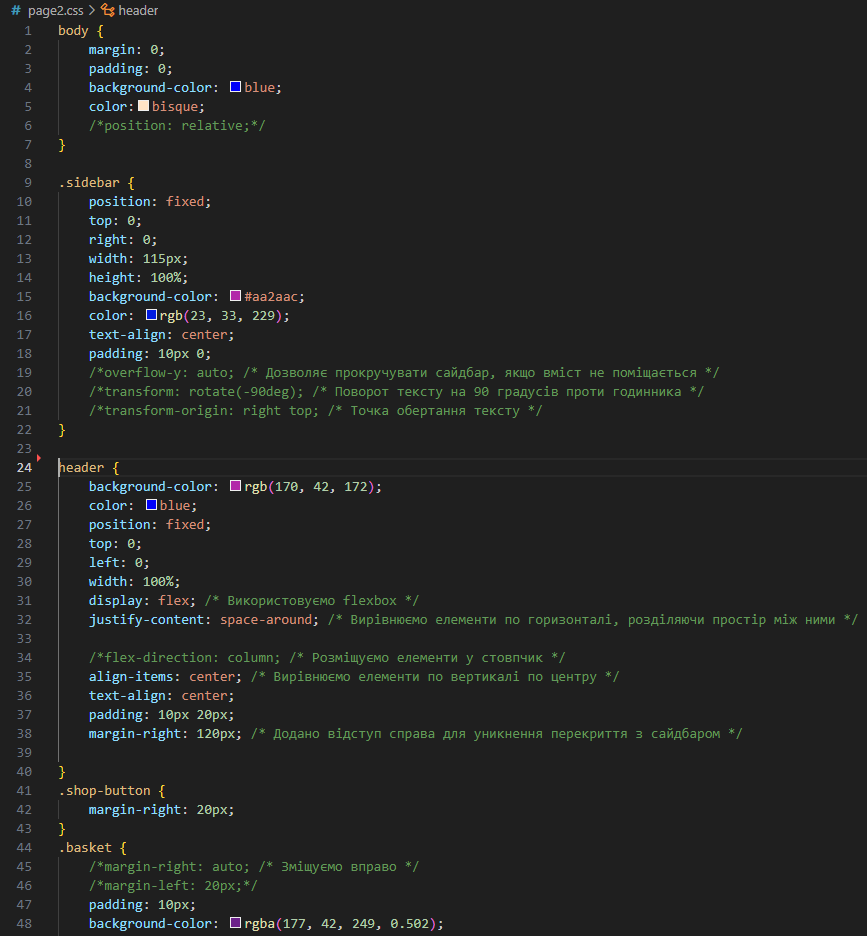 # page2.css > header
1 body {
2 margin: 0;
3 padding: 0;
4 background-color: blue;
5 color: bisque;
6 /*position: relative;*/
7 }
8
9 .sidebar {
10 position: fixed;
11 top: 0;
12 right: 0;
13 width: 115px;
14 height: 100%;
15 background-color: #aa2aac;
16 color: rgb(23, 33, 229);
17 text-align: center;
18 padding: 10px 0;
19 /*overflow-y: auto; /* Дозволяє прокручувати сайдбар, якщо вміст не поміщається */
20 /*transform: rotate(-90deg); /* Поворот тексту на 90 градусів проти годинника */
21 /*transform-origin: right top; /* Точка обертання тексту */
22 }
23
24 header {
25 background-color: rgb(170, 42, 172);
26 color: blue;
27 position: fixed;
28 top: 0;
29 left: 0;
30 width: 100%;
31 display: flex; /* Використовуємо flexbox */
32 justify-content: space-around; /* Вирівнюємо елементи по горизонталі, розділяючи простір між ними */
33
34 /*flex-direction: column; /* Розміщуємо елементи у стовпчик */
35 align-items: center; /* Вирівнюємо елементи по вертикалі по центру */
36 text-align: center;
37 padding: 10px 20px;
38 margin-right: 120px; /* Додано відступ справа для уникнення перекриття з сайдбаром */
39
40 }
41 .shop-button {
42 margin-right: 20px;
43 }
44 .basket {
45 /*margin-right: auto; /* Зміщуємо вправо */
46 /*margin-left: 20px;*/
47 padding: 10px;
48 background-color: rgba(177, 42, 249, 0.502);